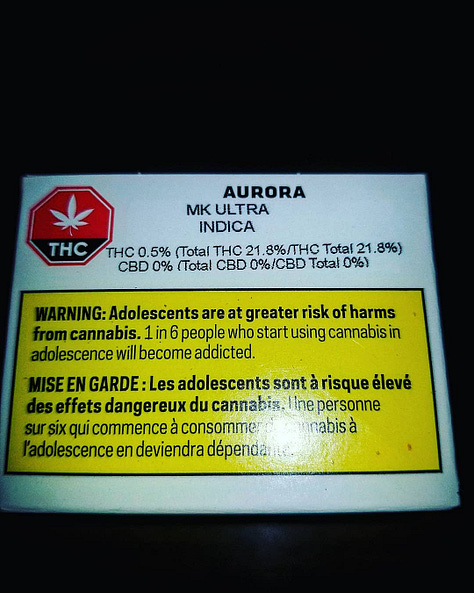 AURORA
MK ULTRA
INDICA
THC
THC 0.5% (Total THC 21.8%/THC Total 21.8%)
CBD 0% (Total CBD 0%/CBD Total 0%)
WARNING: Adolescents are at greater risk of harms
from cannabis. 1 in 6 people who start using cannabis in
adolescence will become addicted.
MISE EN GARDE : Les adolescents sont à risque élevé
des effets dangereux du cannabis. Une personne
sur six qui commence à consommer du cannabis à
l'adolescence en deviendra dépendante.